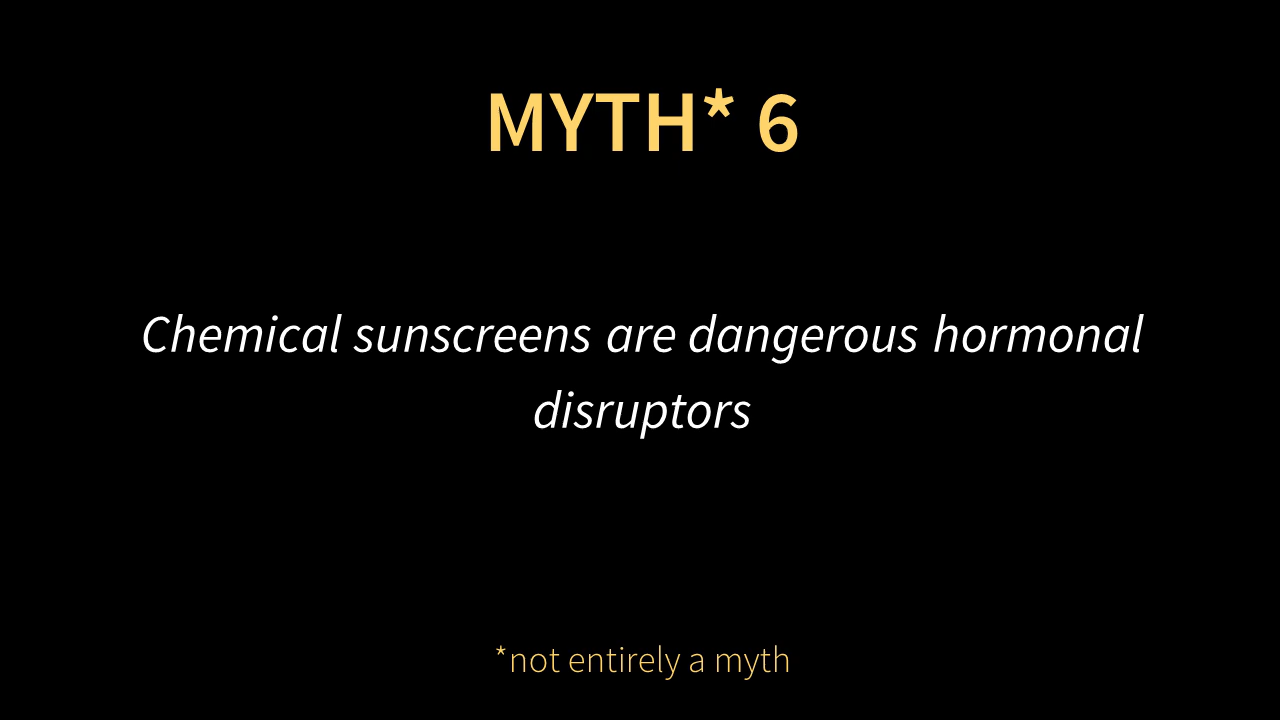 MYTH* 6
Chemical sunscreens are dangerous hormonal
disruptors
*not entirely a myth